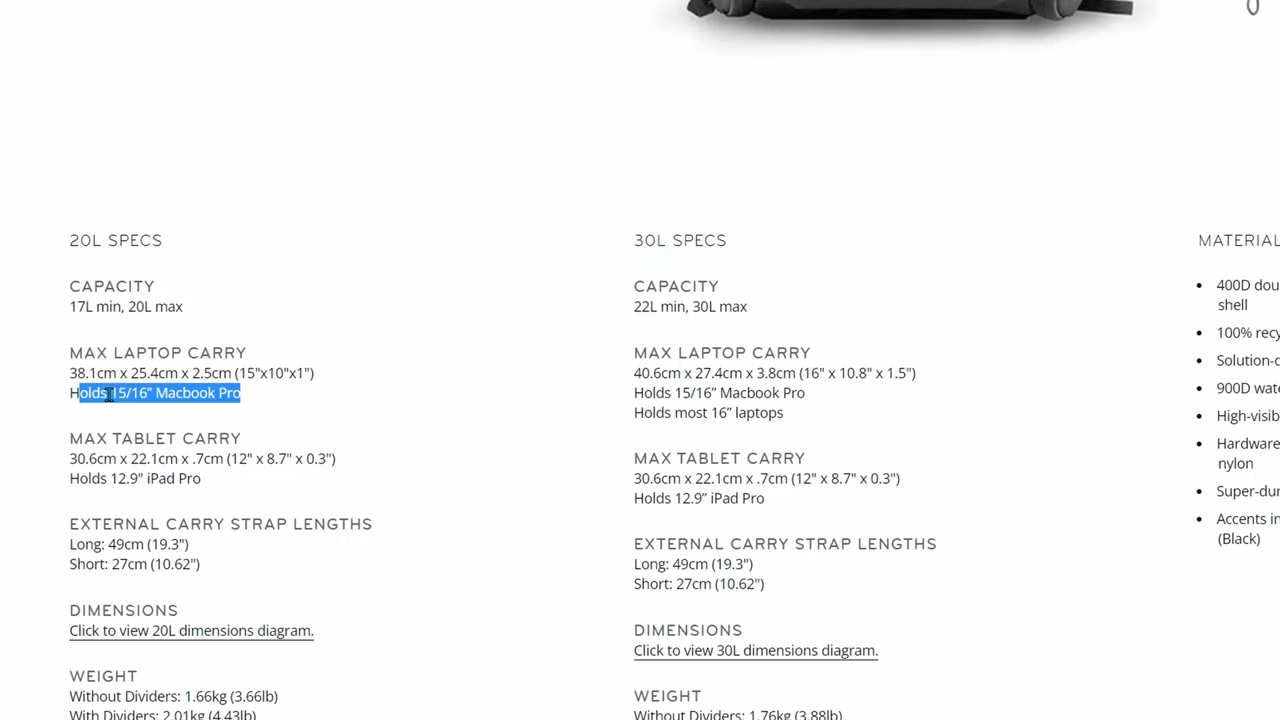 20L SPECS
CAPACITY
17L min, 20L max
MAX LAPTOP CARRY
38.1cm x 25.4cm x 2.5cm (15"x10"x1")
Holds 15/16” Macbook Pro
MAX TABLET CARRY
30.6cm x 22.1cm x .7cm (12" x 8.7" x 0.3")
Holds 12.9" iPad Pro
EXTERNAL CARRY STRAP LENGTHS
Long: 49cm (19.3")
Short: 27cm (10.62")
DIMENSIONS
Click to view 20L dimensions diagram.
WEIGHT
Without Dividers: 1.66kg (3.66lb)
With Dividers: 2.01kg (4.43lb)
30L SPECS
CAPACITY
22L min, 30L max
MAX LAPTOP CARRY
40.6cm x 27.4cm x 3.8cm (16" x 10.8" x 1.5")
Holds 15/16” Macbook Pro
Holds most 16” laptops
MAX TABLET CARRY
30.6cm x 22.1cm x .7cm (12" x 8.7" x 0.3")
Holds 12.9” iPad Pro
EXTERNAL CARRY STRAP LENGTHS
Long: 49cm (19.3")
Short: 27cm (10.62")
DIMENSIONS
Click to view 30L dimensions diagram.
WEIGHT
Without Dividers: 1.76kg (3.88lb)
MATERIAL
400D dou
shell
100% recy
Solution-d
900D wate
High-visib
Hardware
nylon
Super-dur
Accents in
(Black)